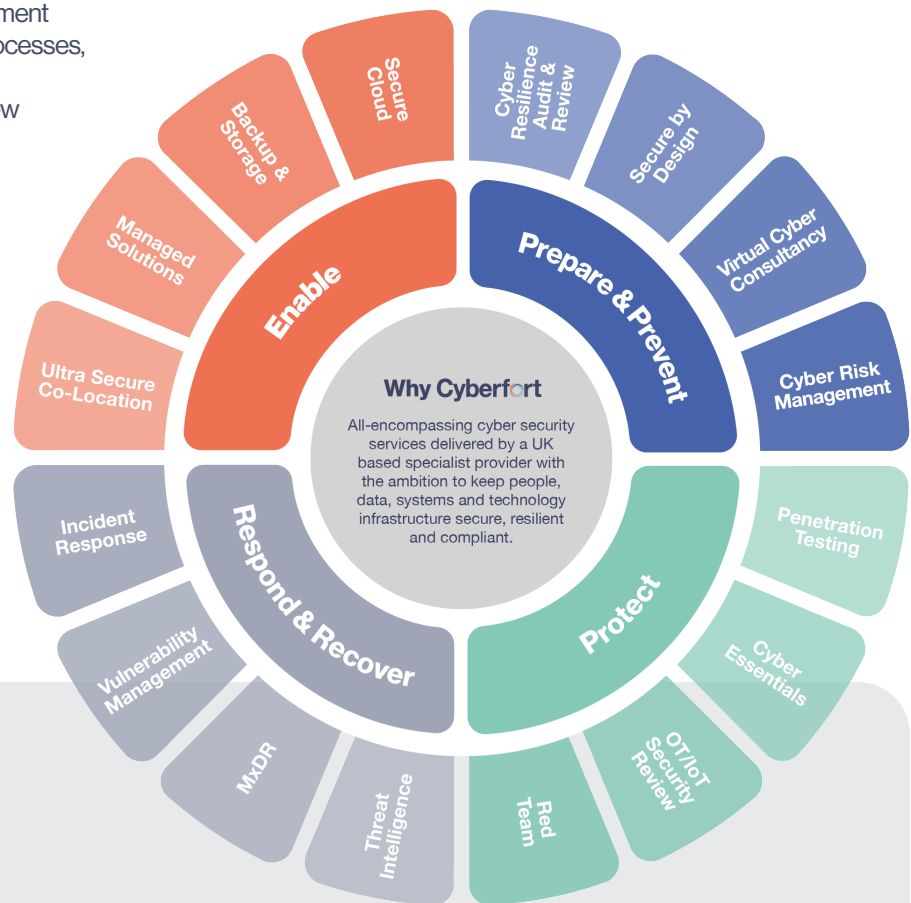 ment
ocesses,
w
Secure
Cloud
Backup &
Storage
Managed
Solutions
Ultra Secure
Co-Location
Enable
Cyber
Resilience
Audit &
Review
Secure by
Design
Virtual Cyber
Consultancy
Cyber Risk
Management
Prepare & Prevent
Why Cyberfort
All-encompassing cyber security
services delivered by a UK
based specialist provider with
the ambition to keep people,
data, systems and technology
infrastructure secure, resilient
and compliant.
Penetration
Testing
Cyber
Essentials
OT/IoT
Security
Review
Red
Team
Protect
Respond & Recover
Incident
Response
Vulnerability
Management
MxDR
Threat
Intelligence